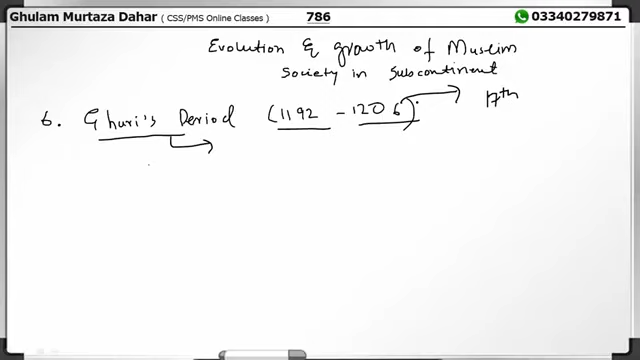 Ghulam Murtaza Dahar ( CSS/PMS Online Classes ) 786 03340279871
Evolution & growth of Muslim
Society in Subcontinent
6. Ghuri's Period (1192 - 1206) 17th